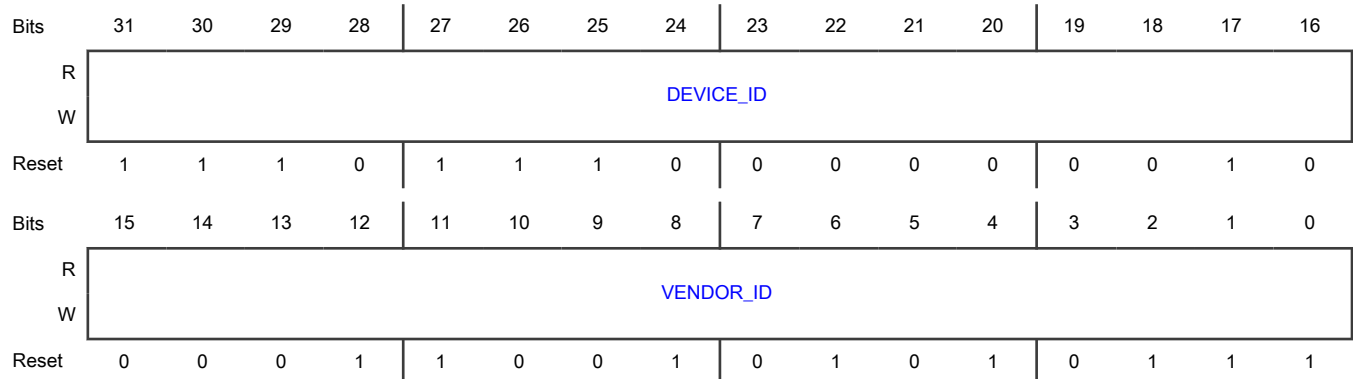 Bits 31 30 29 28 27 26 25 24 23 22 21 20 19 18 17 16
R
DEVICE_ID
W
Reset 1 1 1 0 1 1 1 0 0 0 0 0 0 0 1 0
Bits 15 14 13 12 11 10 9 8 7 6 5 4 3 2 1 0
R
VENDOR_ID
W
Reset 0 0 0 1 1 0 0 1 0 1 0 1 0 1 1 1